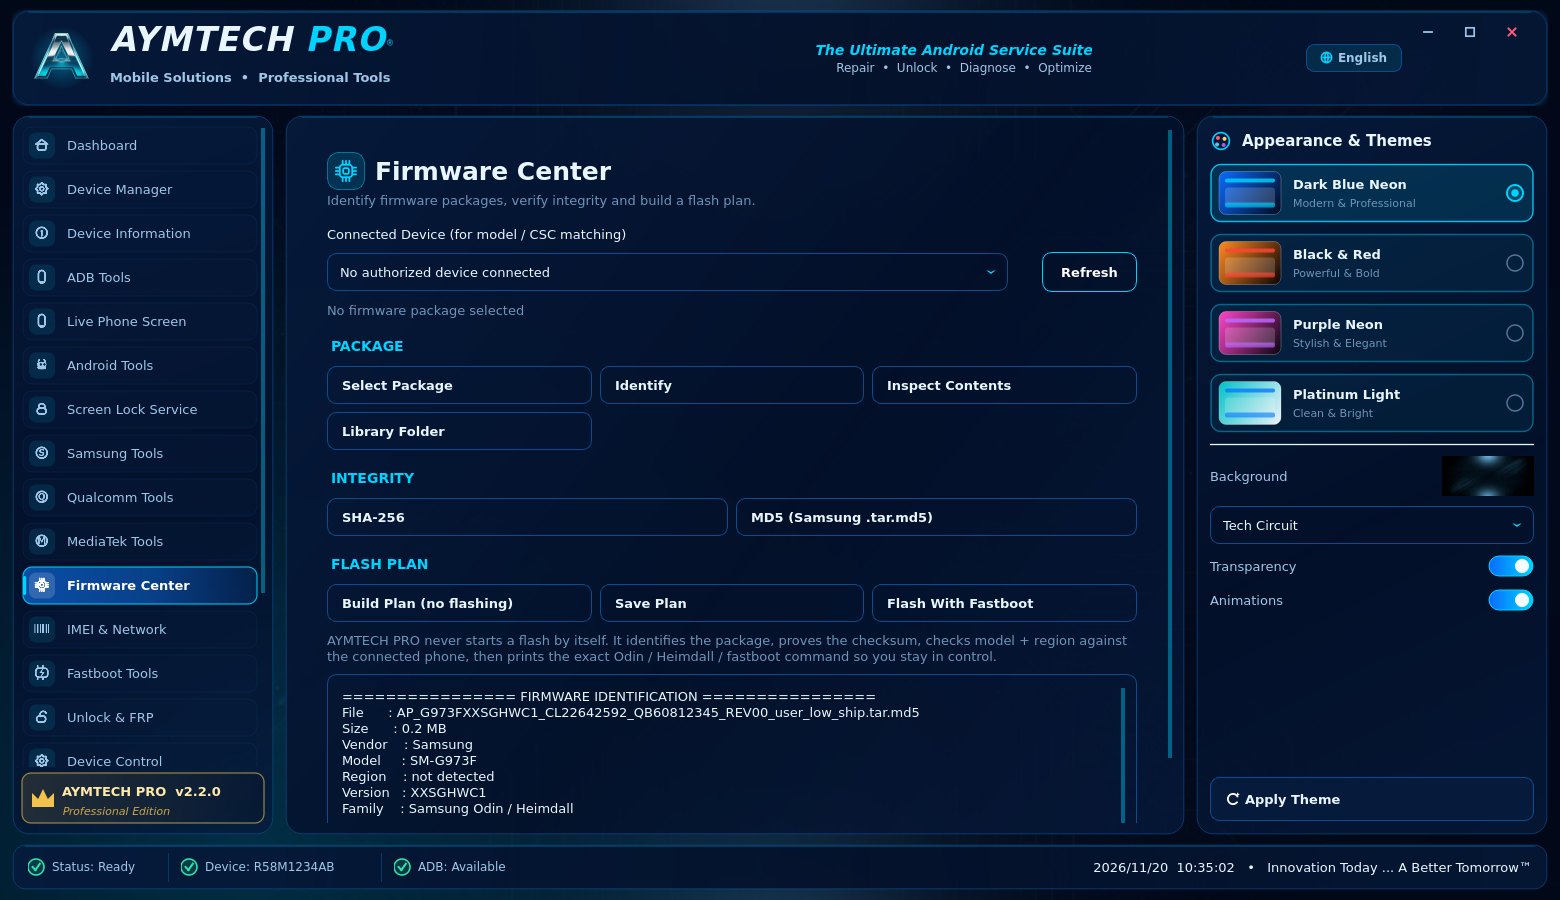 AYMTECH PRO®
Mobile Solutions • Professional Tools
The Ultimate Android Service Suite
Repair • Unlock • Diagnose • Optimize
English
Dashboard
Device Manager
Device Information
ADB Tools
Live Phone Screen
Android Tools
Screen Lock Service
Samsung Tools
Qualcomm Tools
MediaTek Tools
Firmware Center
IMEI & Network
Fastboot Tools
Unlock & FRP
Device Control
AYMTECH PRO v2.2.0
Professional Edition
Firmware Center
Identify firmware packages, verify integrity and build a flash plan.
Connected Device (for model / CSC matching)
No authorized device connected
Refresh
No firmware package selected
PACKAGE
Select Package
Identify
Inspect Contents
Library Folder
INTEGRITY
SHA-256
MD5 (Samsung .tar.md5)
FLASH PLAN
Build Plan (no flashing)
Save Plan
Flash With Fastboot
AYMTECH PRO never starts a flash by itself. It identifies the package, proves the checksum, checks model + region against
the connected phone, then prints the exact Odin / Heimdall / fastboot command so you stay in control.
================ FIRMWARE IDENTIFICATION ================
File : AP_G973FXXSGHWC1_CL22642592_QB60812345_REV00_user_low_ship.tar.md5
Size : 0.2 MB
Vendor : Samsung
Model : SM-G973F
Region : not detected
Version : XXSGHWC1
Family : Samsung Odin / Heimdall
Appearance & Themes
Dark Blue Neon
Modern & Professional
Black & Red
Powerful & Bold
Purple Neon
Stylish & Elegant
Platinum Light
Clean & Bright
Background
Tech Circuit
Transparency
Animations
Apply Theme
Status: Ready
Device: R58M1234AB
ADB: Available
2026/11/20 10:35:02 • Innovation Today ... A Better Tomorrow™